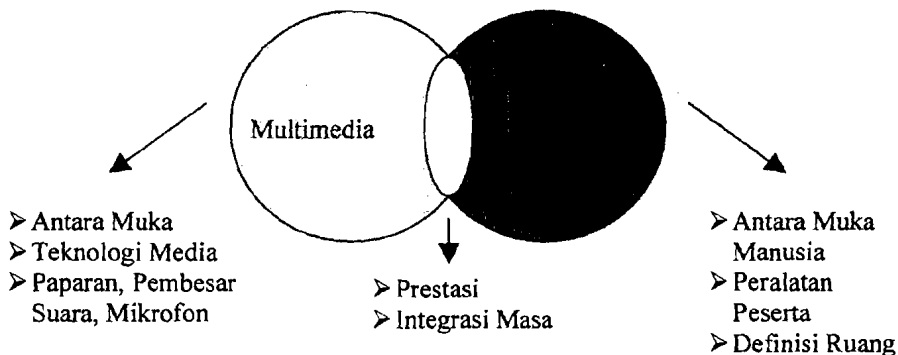 Multimedia
➢ Antara Muka
➢ Teknologi Media
➢ Paparan, Pembesar
Suara, Mikrofon
➢ Prestasi
➢ Integrasi Masa
➢ Antara Muka
Manusia
➢ Peralatan
Peserta
➢ Definisi Ruang